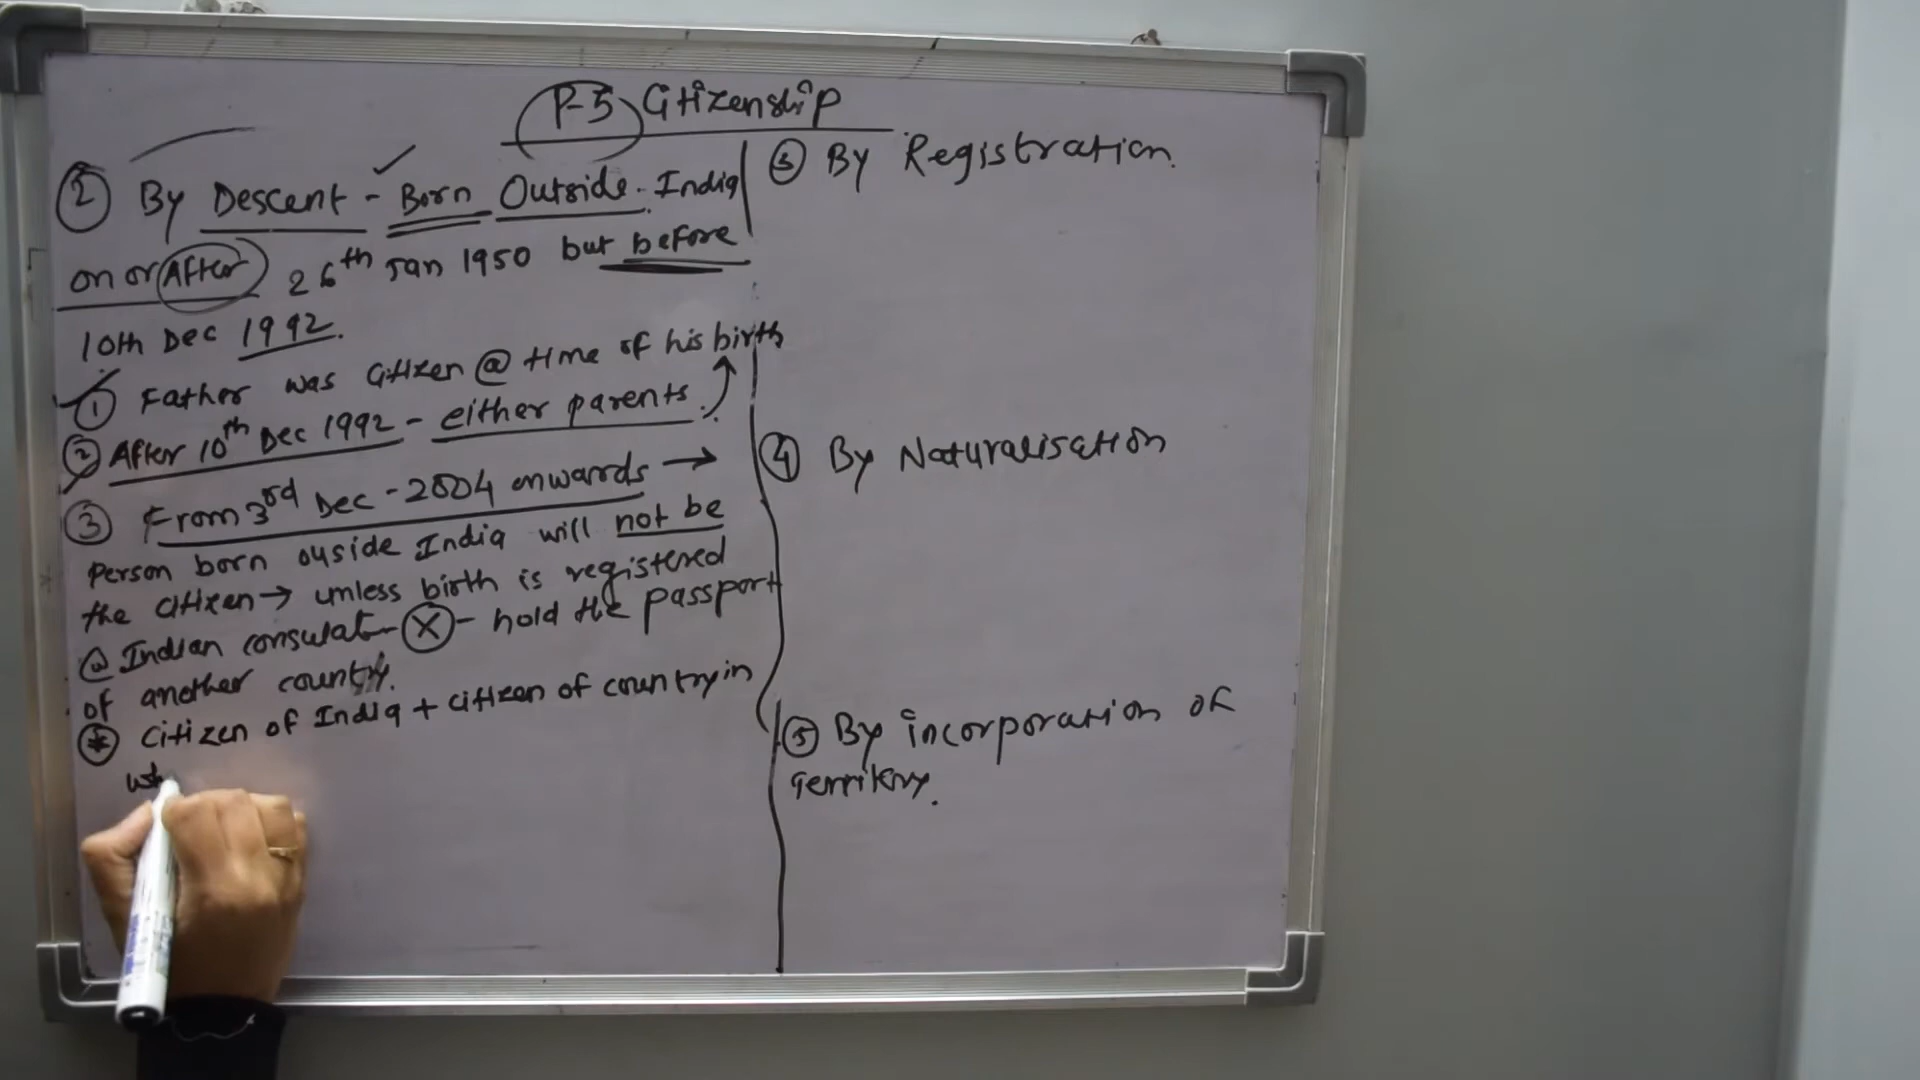 P-5 Citizenship
② By Descent - Born Outside India
on or After 26th Jan 1950 but before
10th Dec 1992.
① Father was citizen @ time of his birth
② After 10th Dec 1992 - either parents.
③ From 3rd Dec - 2004 onwards →
Person born ouside India will not be
the citizen → unless birth is registered
@ Indian consulat - Ⓧ - hold the passport
of another country.
* citizen of India + citizen of country in
③ By Registration.
④ By Naturalisation
⑤ By incorporation of
Territory.